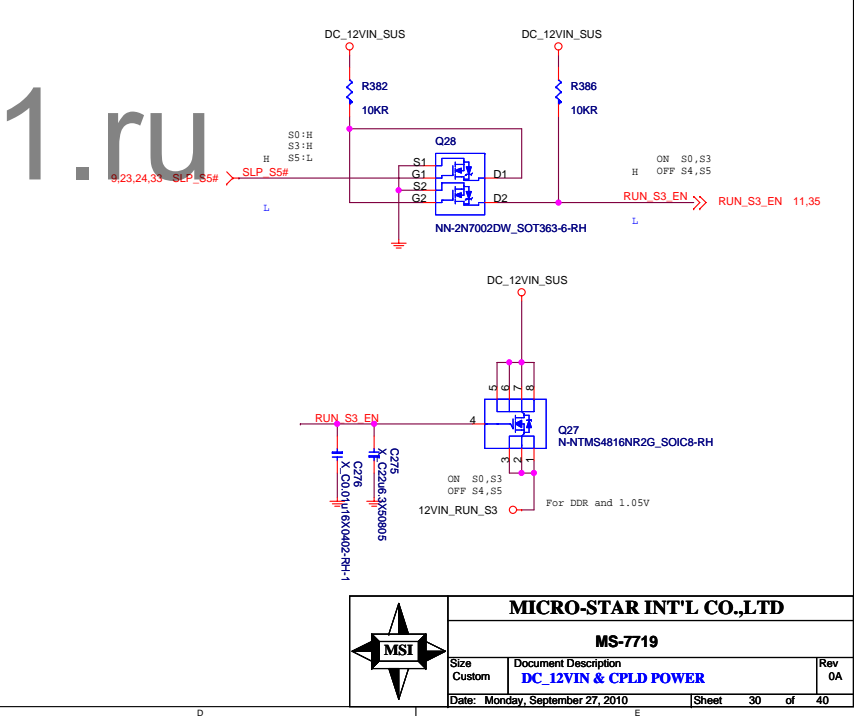 DC_12VIN_SUS
DC_12VIN_SUS
R382
10KR
R386
10KR
1.ru
S0:H
S3:H
S5:L
H
Q28
9,23,24,33 SLP_S5#
SLP_S5#
L
S1
G1
S2
G2
D1
D2
NN-2N7002DW_SOT363-6-RH
ON S0,S3
OFF S4,S5
H
RUN_S3_EN
RUN_S3_EN 11,35
L
DC_12VIN_SUS
5
6
7
8
RUN_S3_EN
4
Q27
N-NTMS4816NR2G_SOIC8-RH
3
2
1
C275
X_C22u6.3X50805
C276
X_C0.01u16X0402-RH-1
ON S0,S3
OFF S4,S5
12VIN_RUN_S3
For DDR and 1.05V
MSI
MICRO-STAR INT'L CO.,LTD
MS-7719
Size
Custom
Document Description
DC_12VIN & CPLD POWER
Rev
0A
Date: Monday, September 27, 2010
Sheet 30 of 40
D
E